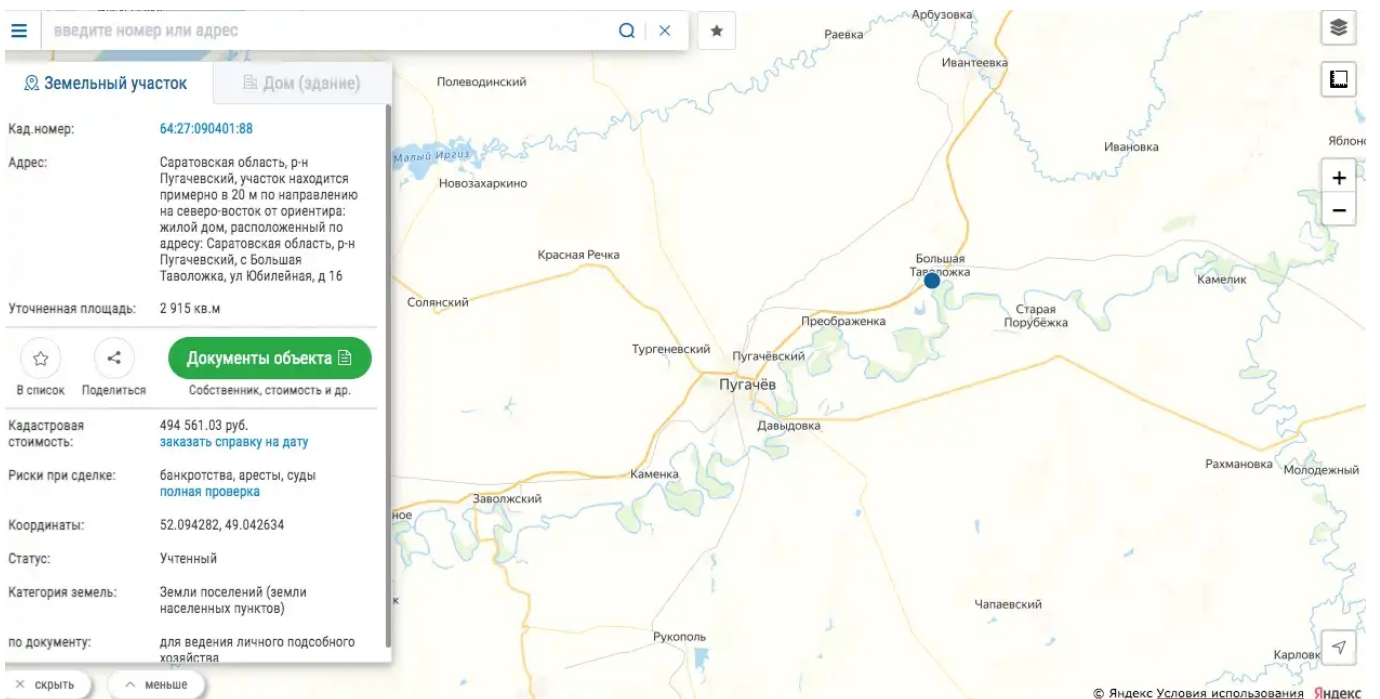 введите номер или адрес
Земельный участок
Дом (здание)
Кад.номер:
64:27:090401:88
Адрес:
Саратовская область, р-н
Пугачевский, участок находится
примерно в 20 м по направлению
на северо-восток от ориентира:
жилой дом, расположенный по
адресу: Саратовская область, р-н
Пугачевский, с Большая
Таволожка, ул Юбилейная, д 16
Уточненная площадь:
2 915 кв.м
В список
Поделиться
Документы объекта
Собственник, стоимость и др.
Кадастровая
стоимость:
494 561.03 руб.
заказать справку на дату
Риски при сделке:
банкротства, аресты, суды
полная проверка
Координаты:
52.094282, 49.042634
Статус:
Учтенный
Категория земель:
Земли поселений (земли
населенных пунктов)
по документу:
для ведения личного подсобного
хозяйства
× скрыть
меньше
Арбузовка
Раевка
Ивантеевка
Полеводинский
Ивановка
Малый Иргиз
Новозахаркино
+
−
Красная Речка
Большая
Таволожка
Камелик
Солянский
Старая
Порубёжка
Преображенка
Тургеневский
Пугачёвский
Пугачёв
Давыдовка
Рахмановка
Молодежный
Каменка
Заволжский
ное
к
Чапаевский
Рукополь
Карловк
© Яндекс Условия использования Яндекс